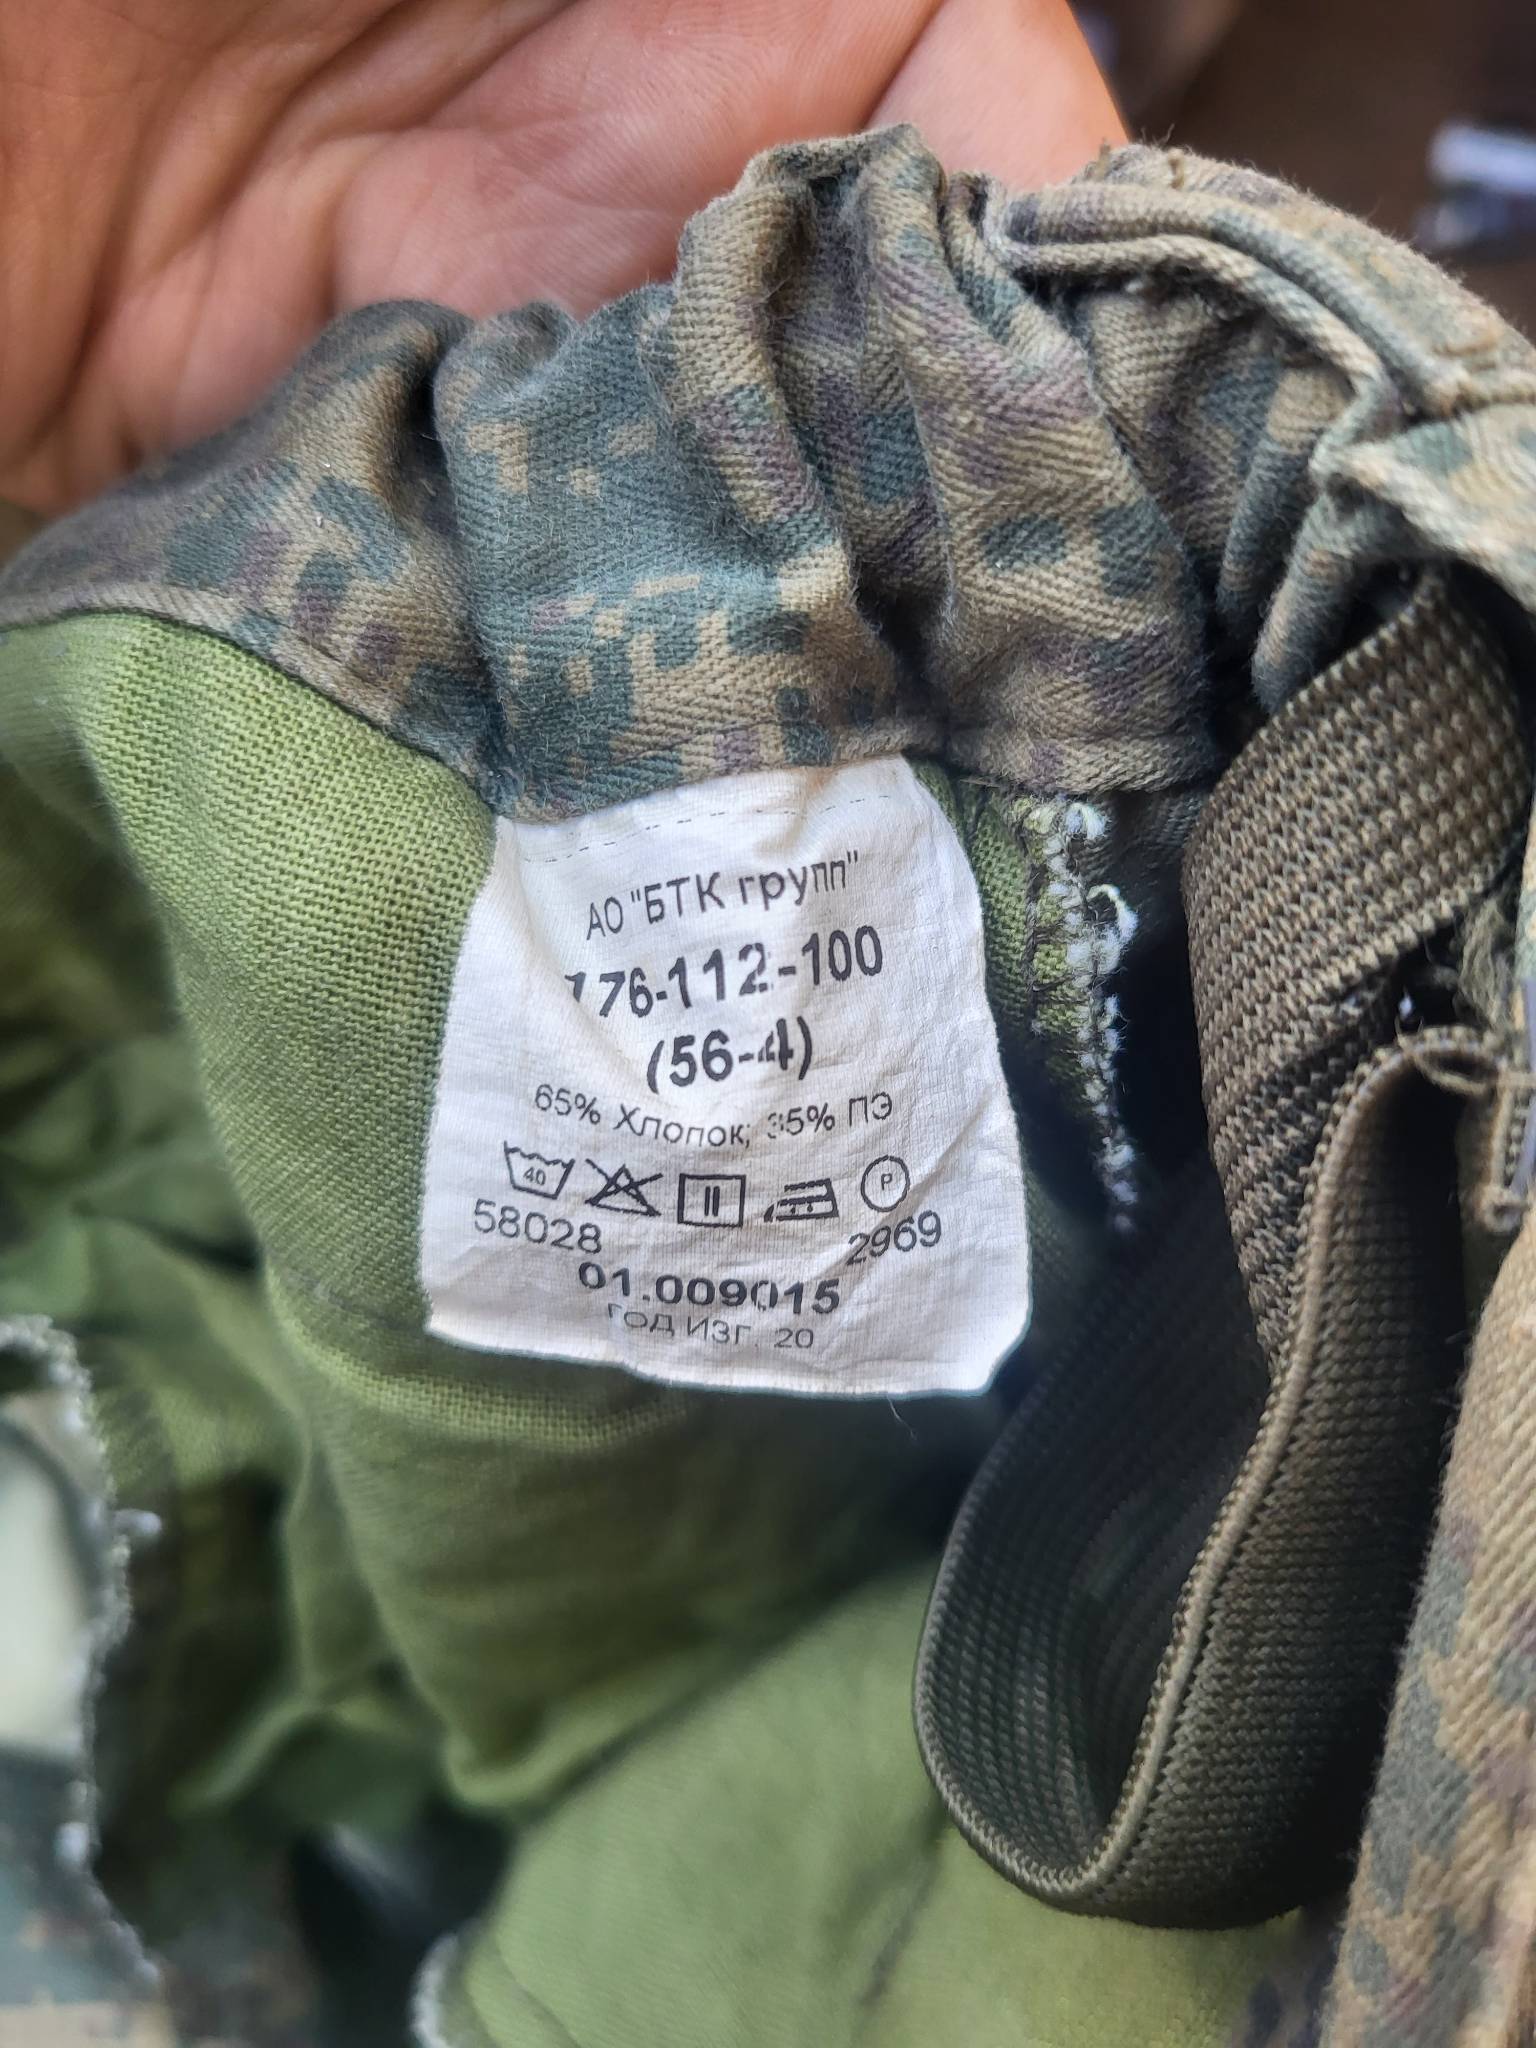 АО "БТК групп"
176-112-100
(56-4)
65% Хлопок; 35% ПЭ
40 P
58028 2969
01.009015
год изг. 20